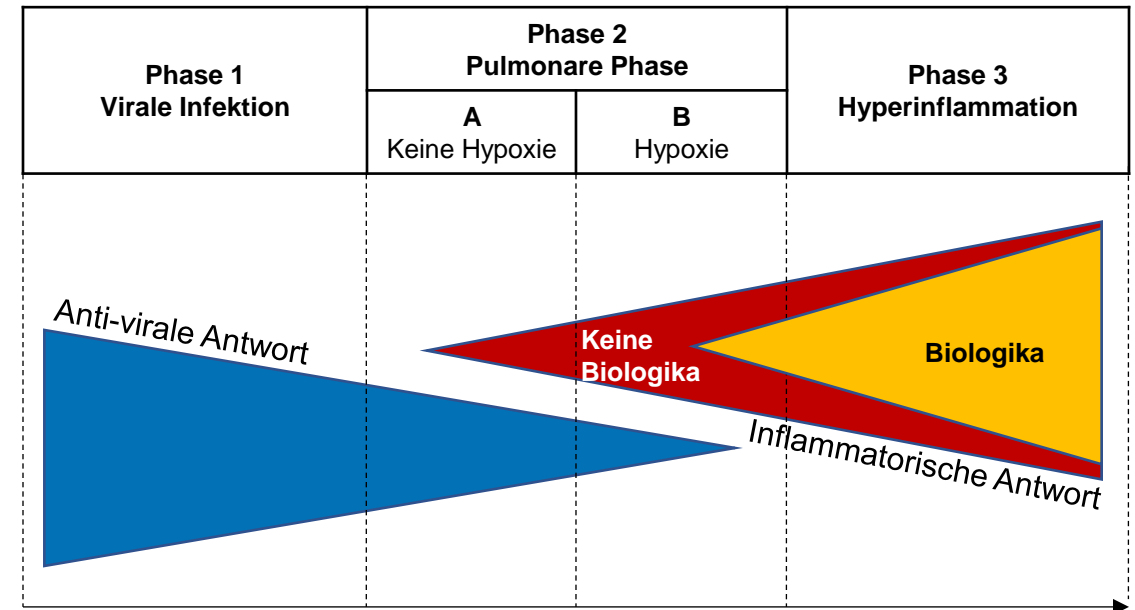 Phase 1
Virale Infektion
Phase 2
Pulmonare Phase
A
Keine Hypoxie
B
Hypoxie
Phase 3
Hyperinflammation
Anti-virale Antwort
Keine
Biologika
Biologika
Inflammatorische Antwort